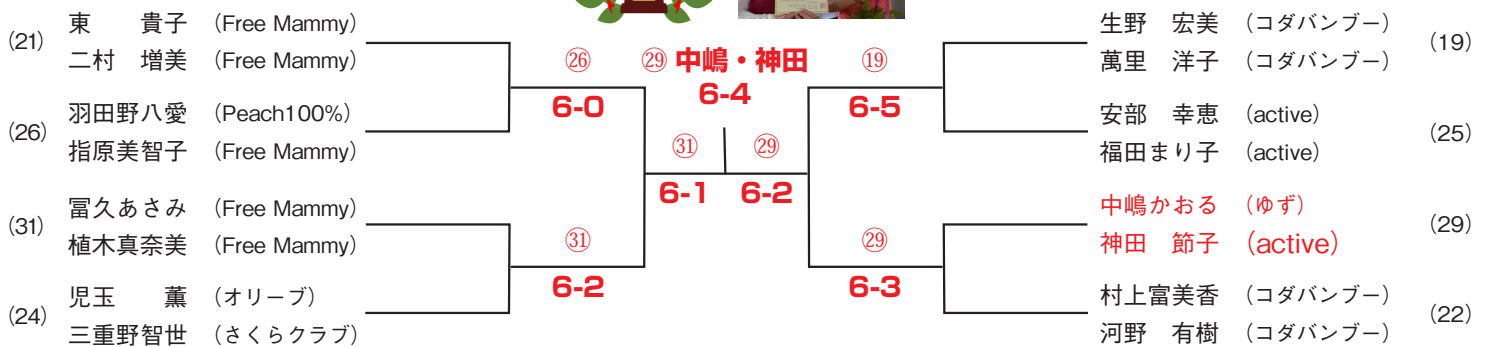 (21) 東　貴子 (Free Mammy)
二村　増美 (Free Mammy)
(26) 羽田野八愛 (Peach100%)
指原美智子 (Free Mammy)
(31) 冨久あさみ (Free Mammy)
植木真奈美 (Free Mammy)
(24) 児玉　薫 (オリーブ)
三重野智世 (さくらクラブ)
㉖
6-0
㉛
6-2
㉛
6-1
㉙ 中嶋・神田
6-4
㉙
6-2
⑲
6-5
㉙
6-3
生野　宏美 (コダバンブー) (19)
萬里　洋子 (コダバンブー)
安部　幸恵 (active) (25)
福田まり子 (active)
中嶋かおる (ゆず) (29)
神田　節子 (active)
村上富美香 (コダバンブー) (22)
河野　有樹 (コダバンブー)